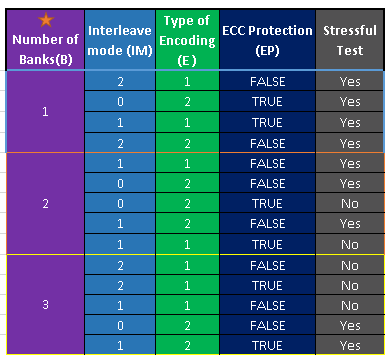 Number of Banks(B) Interleave mode (IM) Type of Encoding (E) ECC Protection (EP) Stressful Test
1
2 1 FALSE Yes
0 2 TRUE Yes
1 1 TRUE Yes
2 2 FALSE Yes
2
1 1 FALSE Yes
0 2 FALSE Yes
0 2 TRUE No
1 2 FALSE Yes
1 1 TRUE No
3
2 1 FALSE No
2 1 TRUE No
1 1 FALSE No
0 2 FALSE Yes
1 2 TRUE Yes